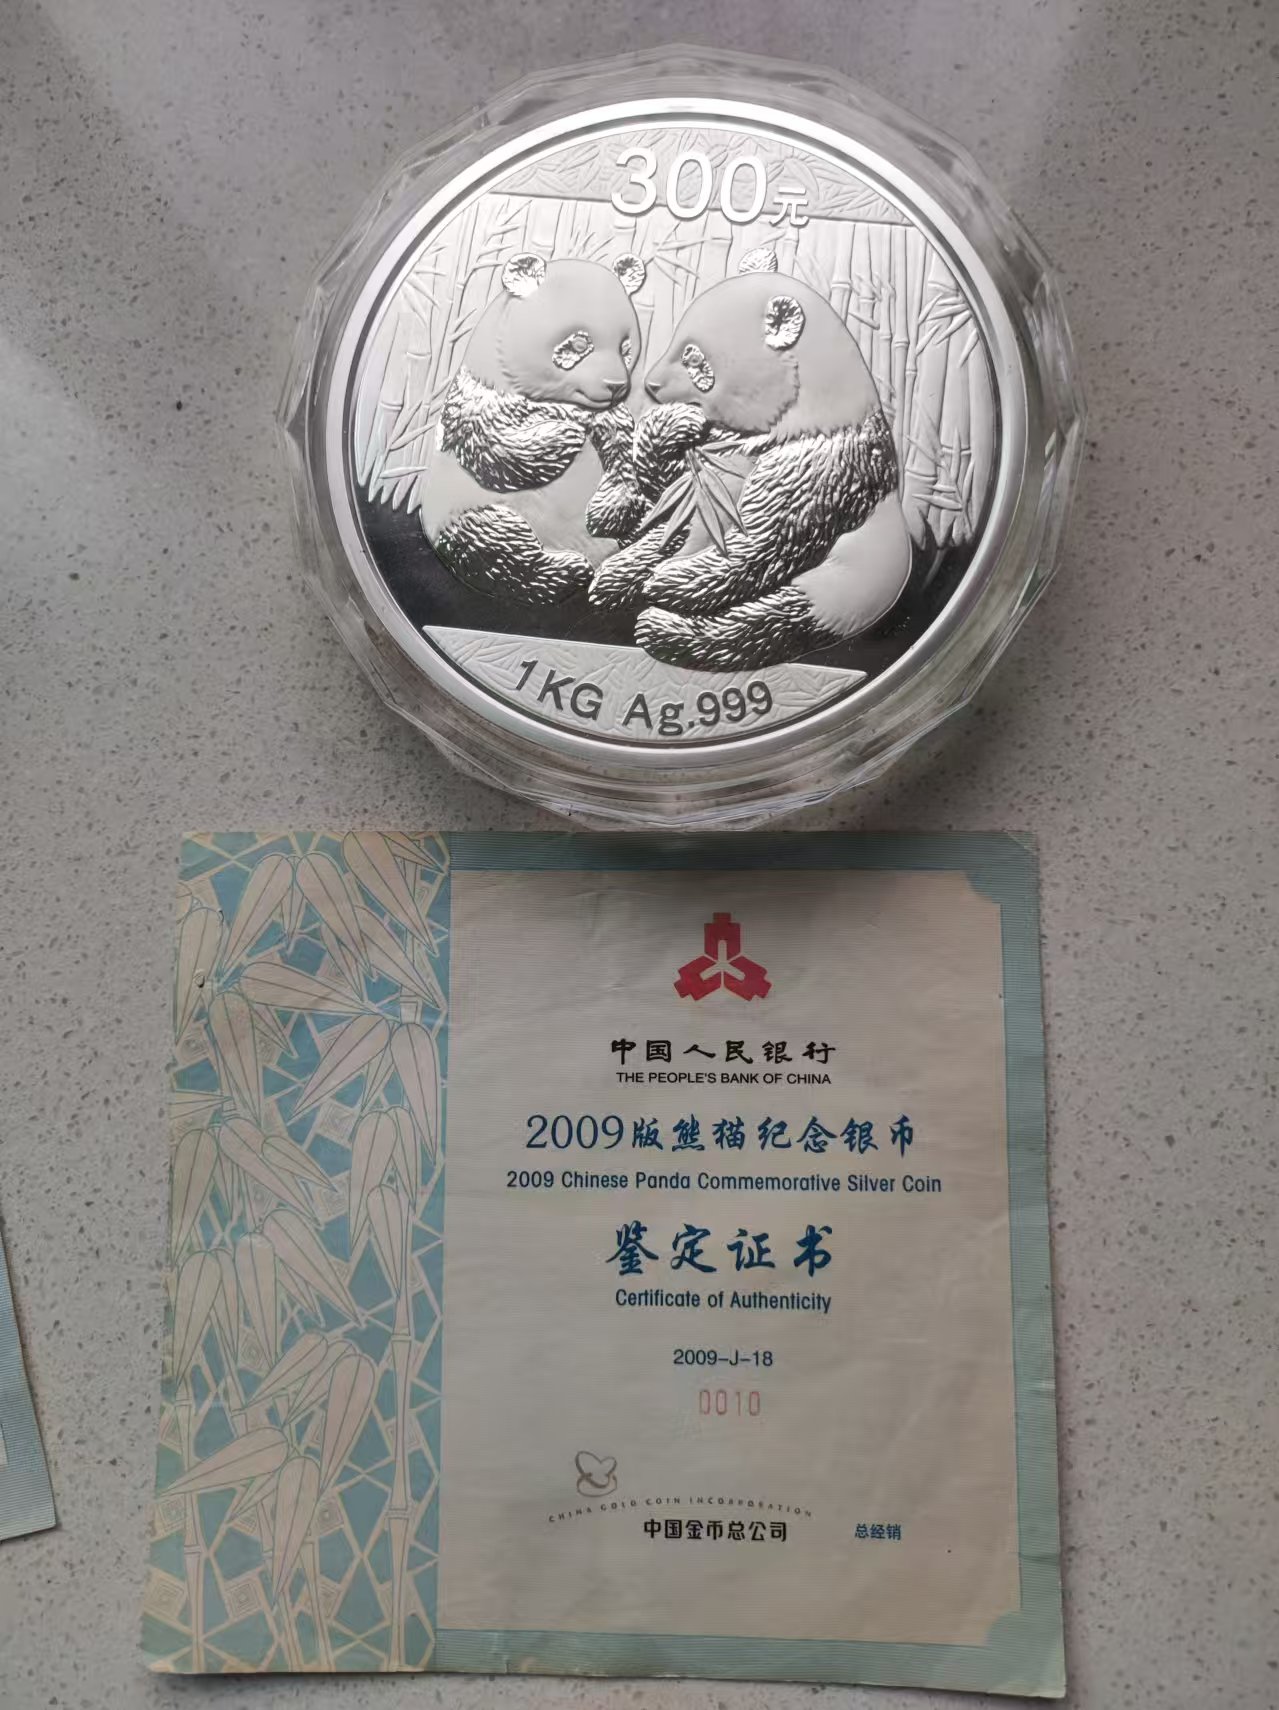 300元
1KG Ag.999
中国人民银行
THE PEOPLE'S BANK OF CHINA
2009版熊猫纪念银币
2009 Chinese Panda Commemorative Silver Coin
鉴定证书
Certificate of Authenticity
2009-J-18
0010
CHINA GOLD COIN INCORPORATION
中国金币总公司 总经销